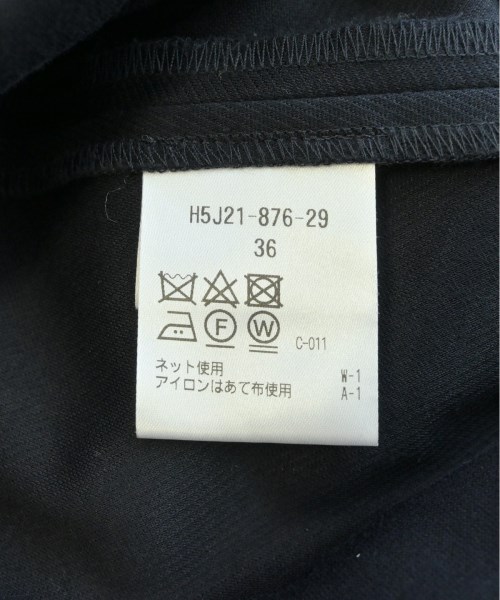 H5J21-876-29
36
F W C-011
ネット使用
アイロンはあて布使用
W-1
A-1